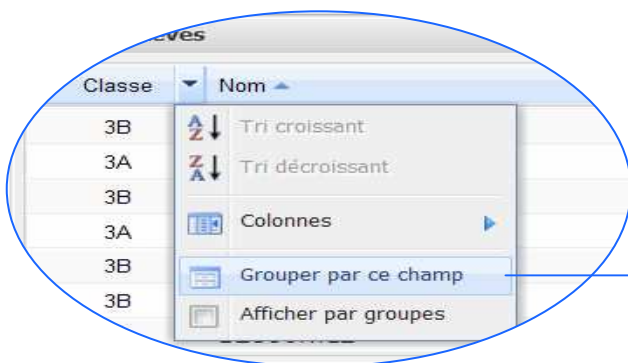 Classe Nom
3B
Tri croissant
3A
Tri décroissant
3B
3A
Colonnes
3B
Grouper par ce champ
3B
Afficher par groupes